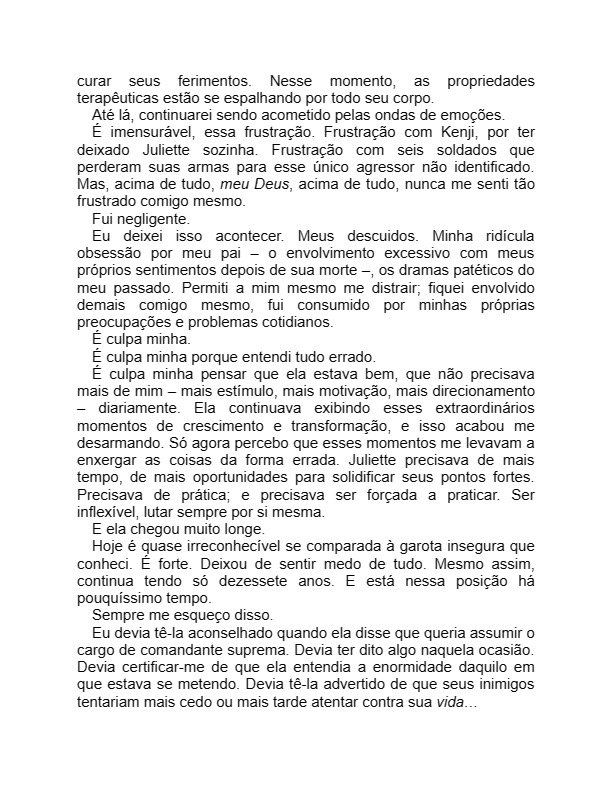 curar seus ferimentos. Nesse momento, as propriedades
terapêuticas estão se espalhando por todo seu corpo.
Até lá, continuarei sendo acometido pelas ondas de emoções.
É imensurável, essa frustração. Frustração com Kenji, por ter
deixado Juliette sozinha. Frustração com seis soldados que
perderam suas armas para esse único agressor não identificado.
Mas, acima de tudo, meu Deus, acima de tudo, nunca me senti tão
frustrado comigo mesmo.
Fui negligente.
Eu deixei isso acontecer. Meus descuidos. Minha ridícula
obsessão por meu pai – o envolvimento excessivo com meus
próprios sentimentos depois de sua morte –, os dramas patéticos do
meu passado. Permiti a mim mesmo me distrair; fiquei envolvido
demais comigo mesmo, fui consumido por minhas próprias
preocupações e problemas cotidianos.
É culpa minha.
É culpa minha porque entendi tudo errado.
É culpa minha pensar que ela estava bem, que não precisava
mais de mim – mais estímulo, mais motivação, mais direcionamento
– diariamente. Ela continuava exibindo esses extraordinários
momentos de crescimento e transformação, e isso acabou me
desarmando. Só agora percebo que esses momentos me levavam a
enxergar as coisas da forma errada. Juliette precisava de mais
tempo, de mais oportunidades para solidificar seus pontos fortes.
Precisava de prática; e precisava ser forçada a praticar. Ser
inflexível, lutar sempre por si mesma.
E ela chegou muito longe.
Hoje é quase irreconhecível se comparada à garota insegura que
conheci. É forte. Deixou de sentir medo de tudo. Mesmo assim,
continua tendo só dezessete anos. E está nessa posição há
pouquíssimo tempo.
Sempre me esqueço disso.
Eu devia tê-la aconselhado quando ela disse que queria assumir o
cargo de comandante suprema. Devia ter dito algo naquela ocasião.
Devia certificar-me de que ela entendia a enormidade daquilo em
que estava se metendo. Devia tê-la advertido de que seus inimigos
tentariam mais cedo ou mais tarde atentar contra sua vida…